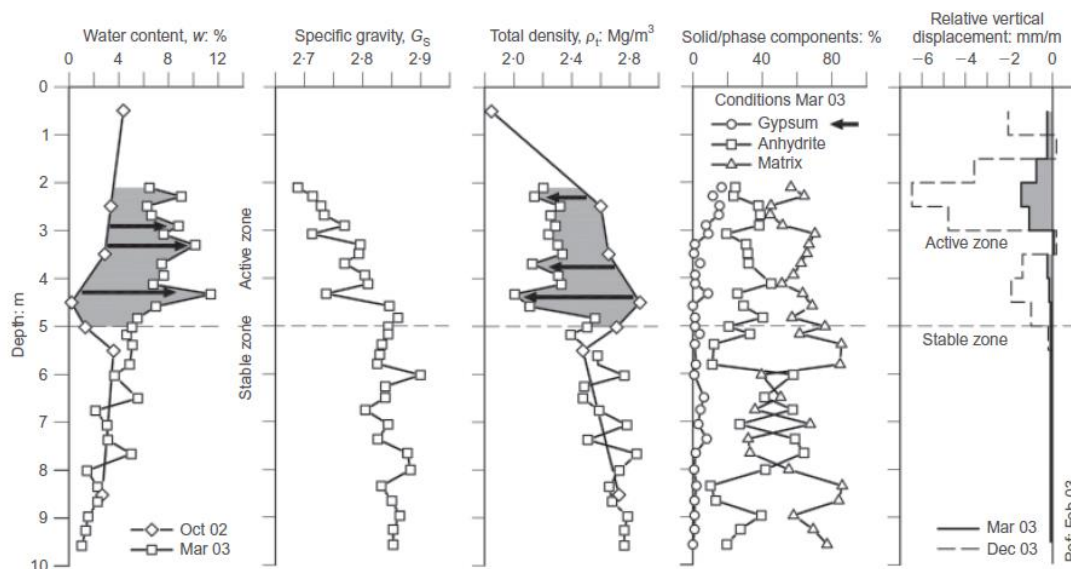 Water content, w: %
0 4 8 12
Specific gravity, GS
2·7 2·8 2·9
Total density, ρt: Mg/m3
2·0 2·4 2·8
Solid/phase components: %
0 40 80
Relative vertical
displacement: mm/m
−6 −4 −2 0
Depth: m
0
1
2
3
4
5
6
7
8
9
10
Oct 02
Mar 03
Active zone
Stable zone
Conditions Mar 03
Gypsum
Anhydrite
Matrix
Active zone
Stable zone
Mar 03
Dec 03
Ref: Feb 03